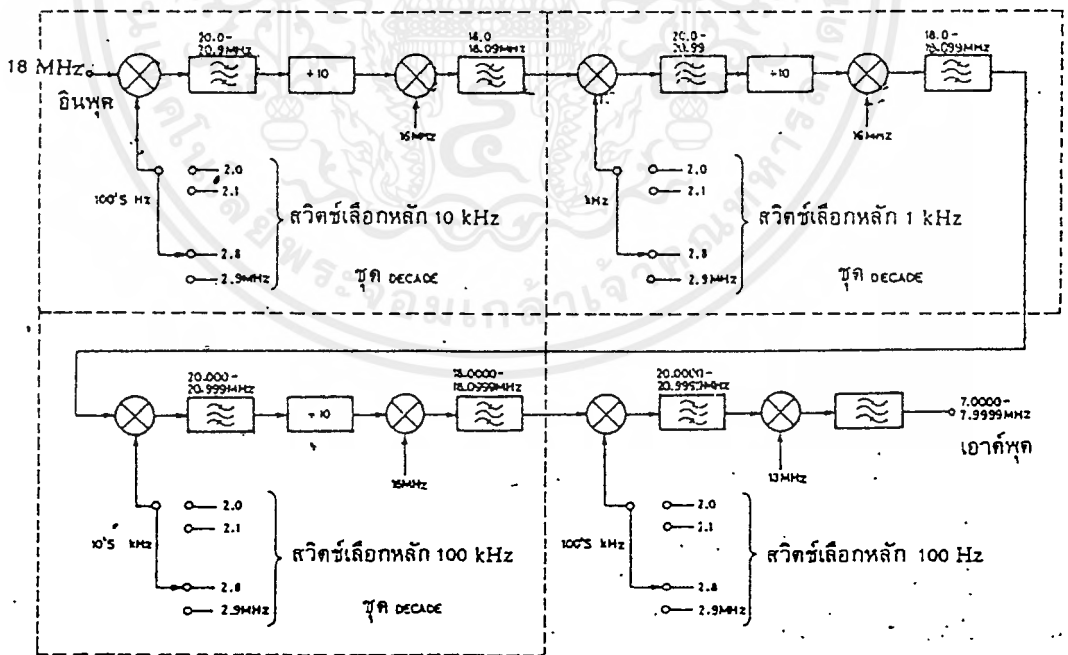 20.0-
20.9MHz
18.0
18.09MHz
18 MHz
อินพุต
÷10
16MHz
100'S Hz
2.0
2.1
2.8
2.9MHz
สวิตช์เลือกหลัก 10 kHz
ชุด DECADE
20.0-
20.99
18.0-
18.099MHz
÷10
16MHz
kHz
2.0
2.1
2.8
2.9MHz
สวิตช์เลือกหลัก 1 kHz
ชุด DECADE
20.000-
20.999MHz
18.0000-
18.0999MHz
÷10
16MHz
10'S kHz
2.0
2.1
2.8
2.9MHz
สวิตช์เลือกหลัก 100 kHz
ชุด DECADE
13MHz
7.0000-
7.9999MHz
เอาต์พุต
100'S kHz
2.0
2.1
2.8
2.9MHz
สวิตช์เลือกหลัก 100 Hz